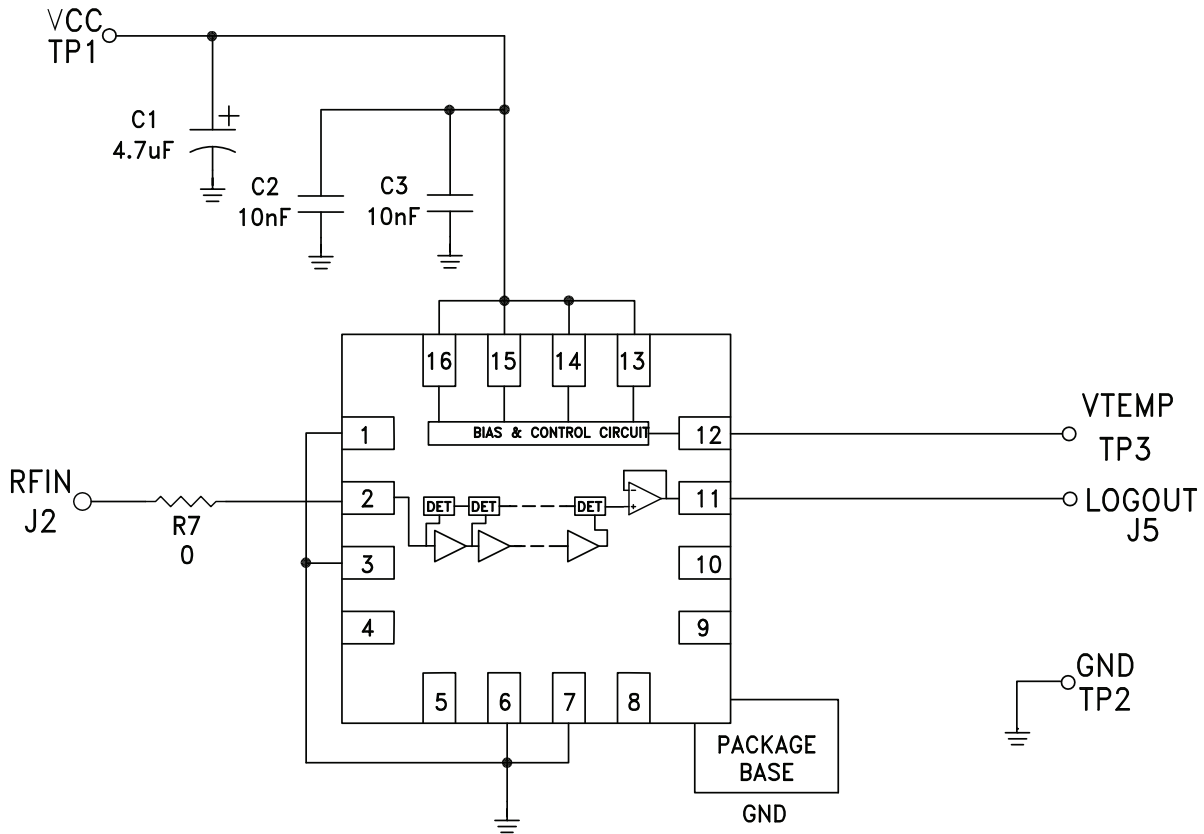 VCC
TP1
C1
4.7uF
+
C2
10nF
C3
10nF
16
15
14
13
BIAS & CONTROL CIRCUIT
1
12
VTEMP
TP3
RFIN
J2
R7
0
2
DET
DET
DET
-
+
11
LOGOUT
J5
3
10
4
9
5
6
7
8
PACKAGE
BASE
GND
GND
TP2